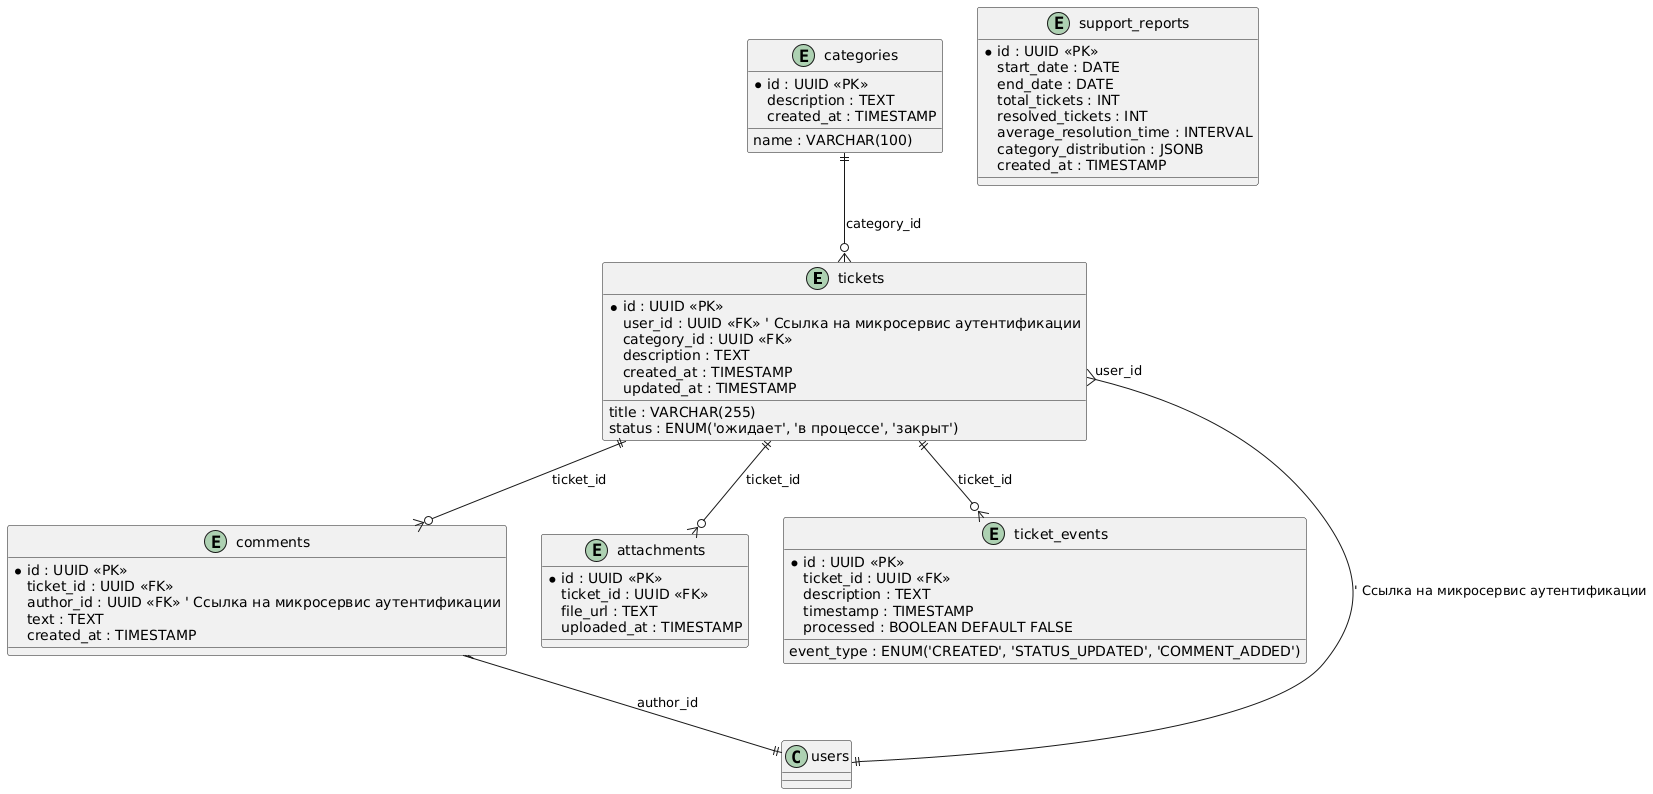 E categories
id : UUID «PK»
description : TEXT
created_at : TIMESTAMP
name : VARCHAR(100)
E support_reports
id : UUID «PK»
start_date : DATE
end_date : DATE
total_tickets : INT
resolved_tickets : INT
average_resolution_time : INTERVAL
category_distribution : JSONB
created_at : TIMESTAMP
category_id
E tickets
id : UUID «PK»
user_id : UUID «FK» ' Ссылка на микросервис аутентификации
category_id : UUID «FK»
description : TEXT
created_at : TIMESTAMP
updated_at : TIMESTAMP
title : VARCHAR(255)
status : ENUM('ожидает', 'в процессе', 'закрыт')
user_id
ticket_id
ticket_id
ticket_id
E comments
id : UUID «PK»
ticket_id : UUID «FK»
author_id : UUID «FK» ' Ссылка на микросервис аутентификации
text : TEXT
created_at : TIMESTAMP
E attachments
id : UUID «PK»
ticket_id : UUID «FK»
file_url : TEXT
uploaded_at : TIMESTAMP
E ticket_events
id : UUID «PK»
ticket_id : UUID «FK»
description : TEXT
timestamp : TIMESTAMP
processed : BOOLEAN DEFAULT FALSE
event_type : ENUM('CREATED', 'STATUS_UPDATED', 'COMMENT_ADDED')
' Ссылка на микросервис аутентификации
author_id
C users